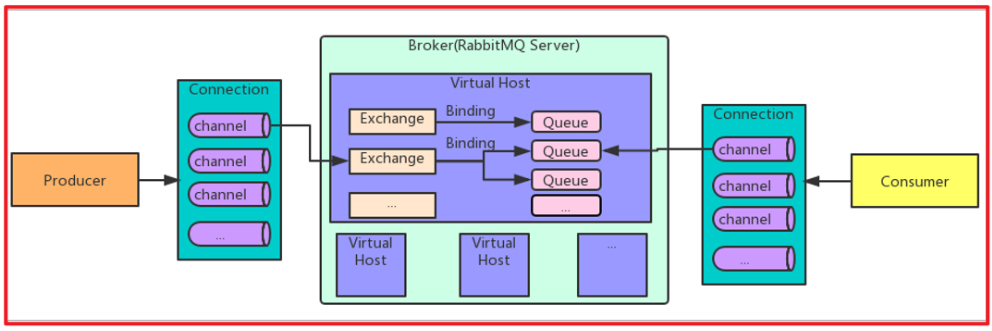 Broker(RabbitMQ Server)
Virtual Host
Connection
channel
channel
channel
...
Producer
Exchange
Binding
Queue
Exchange
Binding
Queue
Queue
...
...
Virtual
Host
Virtual
Host
...
Connection
channel
channel
channel
...
Consumer